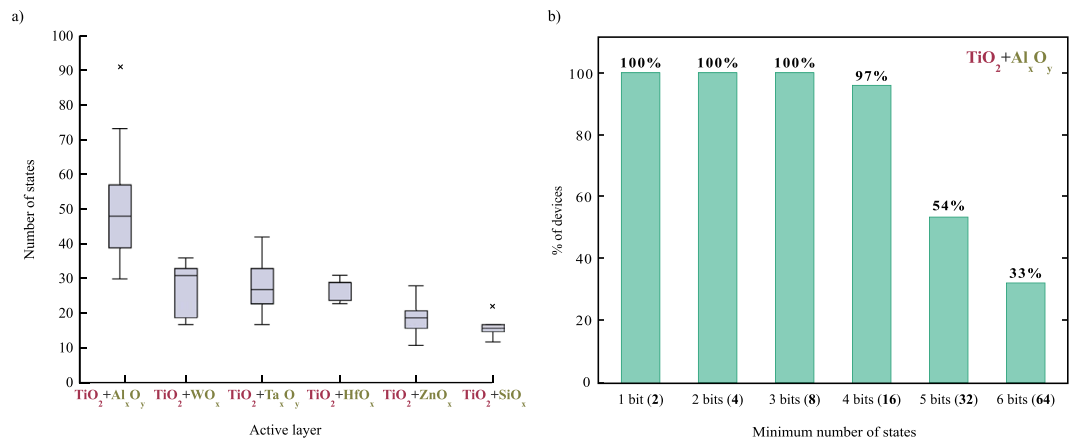 a)
Number of states
100
90
80
70
60
50
40
30
20
10
0
TiO2+AlxOy
TiO2+WOx
TiO2+TaxOy
TiO2+HfOx
TiO2+ZnOx
TiO2+SiOx
Active layer
b)
TiO2+AlxOy
% of devices
100
80
60
40
20
0
100%
100%
100%
97%
54%
33%
1 bit (2)
2 bits (4)
3 bits (8)
4 bits (16)
5 bits (32)
6 bits (64)
Minimum number of states